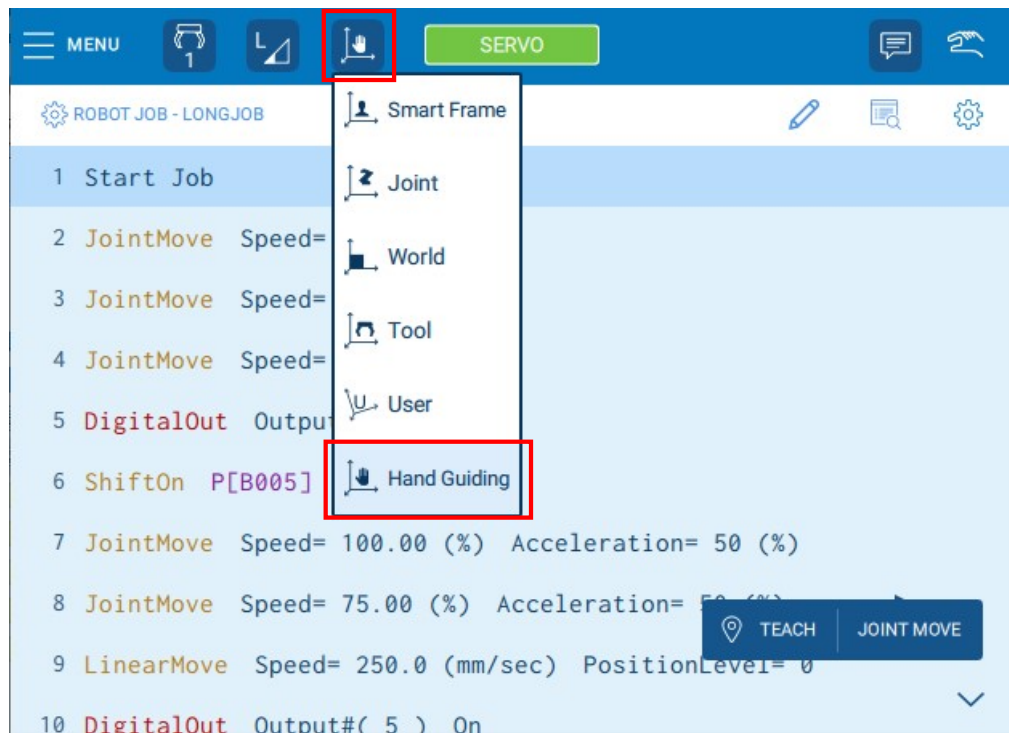 MENU 1 L SERVO
ROBOT JOB - LONGJOB
Smart Frame
Joint
World
Tool
U User
Hand Guiding
1 Start Job
2 JointMove Speed=
3 JointMove Speed=
4 JointMove Speed=
5 DigitalOut
6 ShiftOn P[B005]
7 JointMove Speed= 100.00 (%) Acceleration= 50 (%)
8 JointMove Speed= 75.00 (%) Acceleration=
TEACH JOINT MOVE
9 LinearMove Speed= 250.0 (mm/sec) PositionLevel= 0
10 DigitalOut Output#( 5 ) On